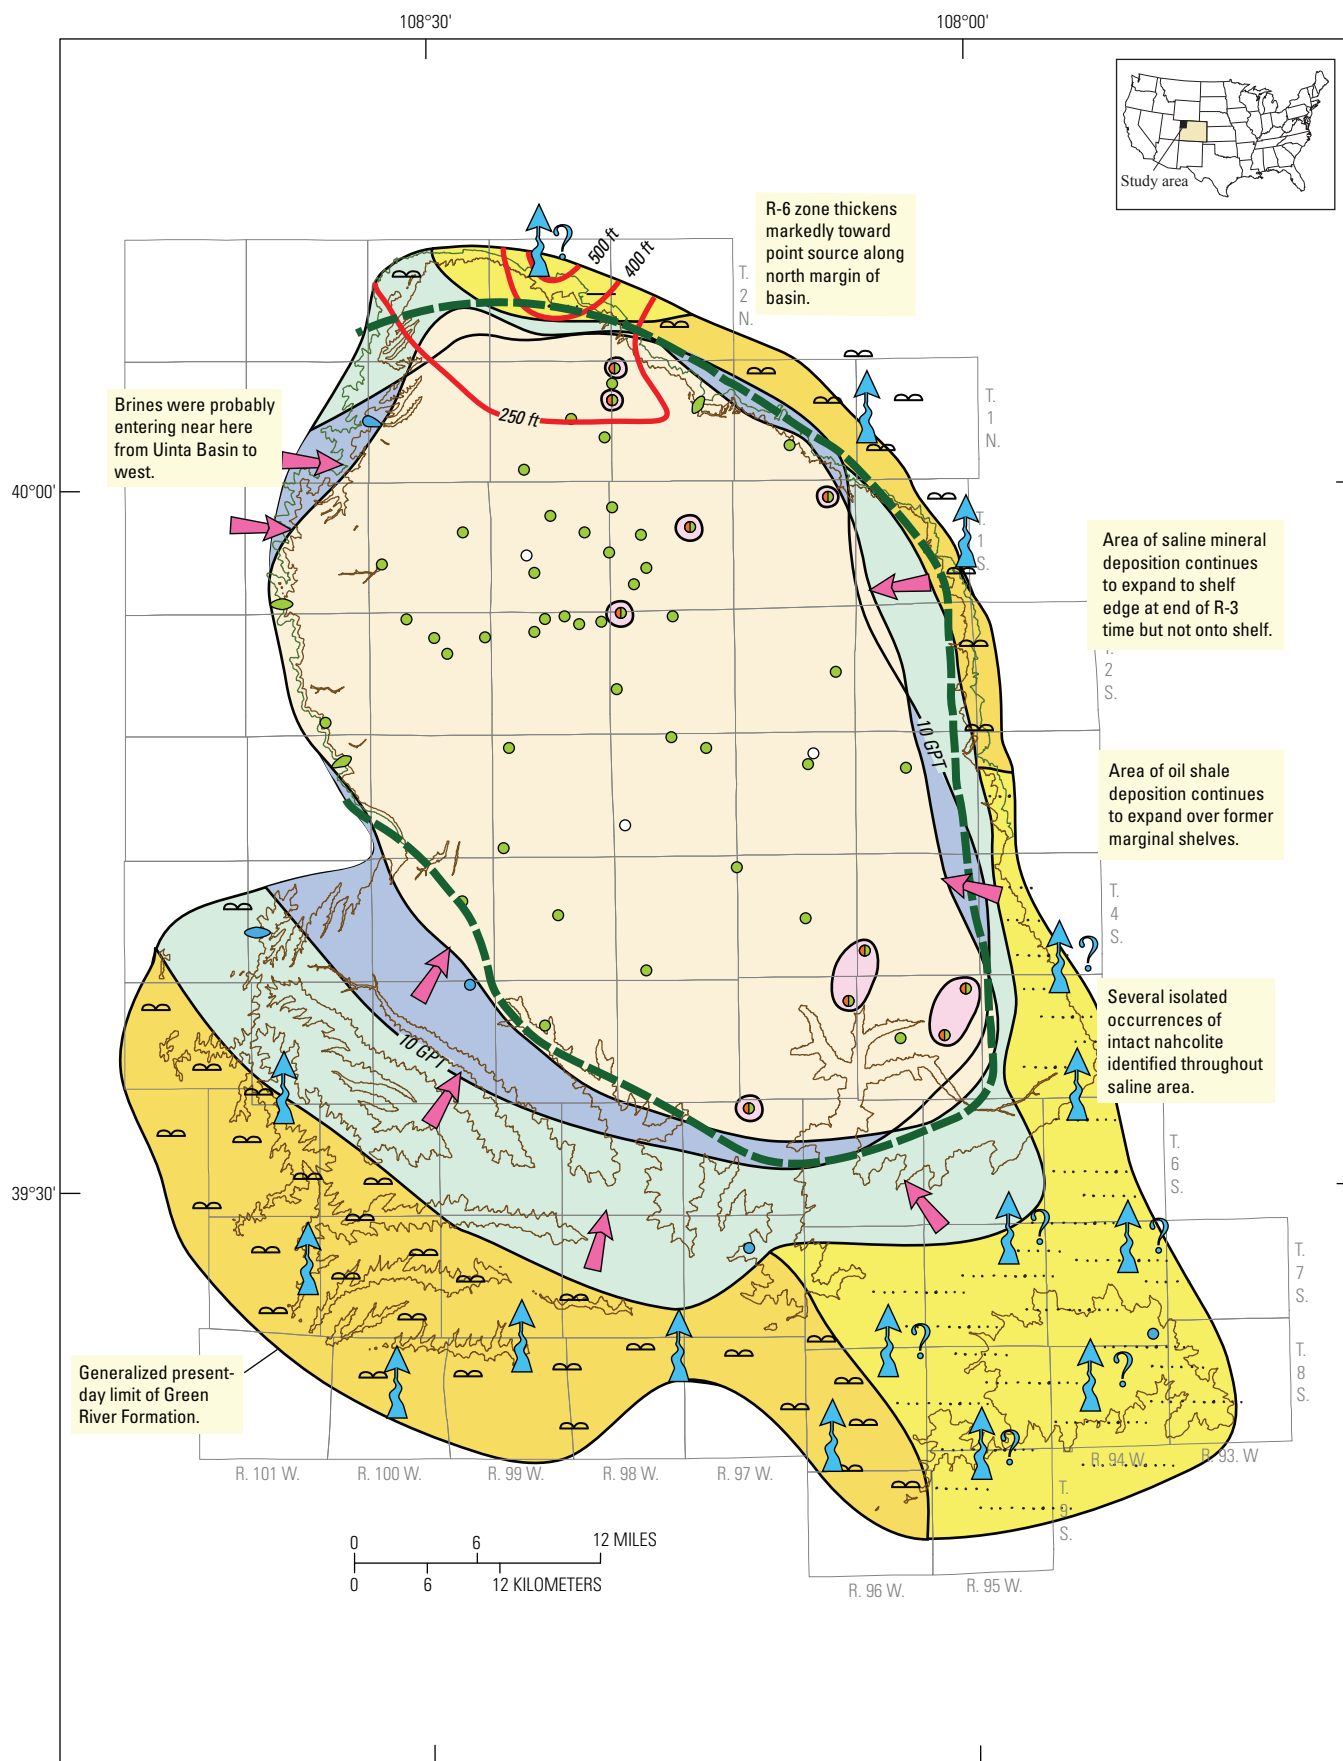 108°30'
108°00'
Study area
R-6 zone thickens
markedly toward
point source along
north margin of
basin.
?
500 ft
400 ft
T.
2
N.
Brines were probably
entering near here
from Uinta Basin to
west.
250 ft
T.
1
N.
40°00'
T.
1
S.
Area of saline mineral
deposition continues
to expand to shelf
edge at end of R-3
time but not onto shelf.
T.
2
S.
10 GPT
Area of oil shale
deposition continues
to expand over former
marginal shelves.
T.
4
S.
?
Several isolated
occurrences of
intact nahcolite
identified throughout
saline area.
10 GPT
T.
6
S.
39°30'
?
?
T.
7
S.
?
?
T.
8
S.
Generalized present-
day limit of Green
River Formation.
?
R. 101 W.
R. 100 W.
R. 99 W.
R. 98 W.
R. 97 W.
R. 94 W.
R. 93. W
T.
9
S.
0
6
12 MILES
0
6
12 KILOMETERS
R. 96 W.
R. 95 W.